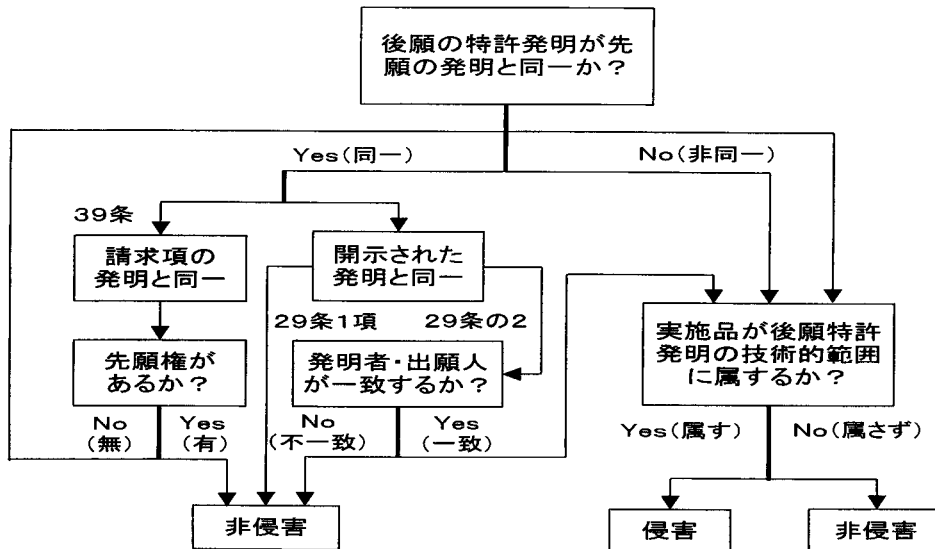 後願の特許発明が先
願の発明と同一か？
Yes（同一）
No（非同一）
39条
請求項の
発明と同一
開示された
発明と同一
29条1項
29条の2
先願権が
あるか？
発明者・出願人
が一致するか？
実施品が後願特許
発明の技術的範囲
に属するか？
No
（無）
Yes
（有）
No
（不一致）
Yes
（一致）
Yes（属す）
No（属さず）
非侵害
侵害
非侵害